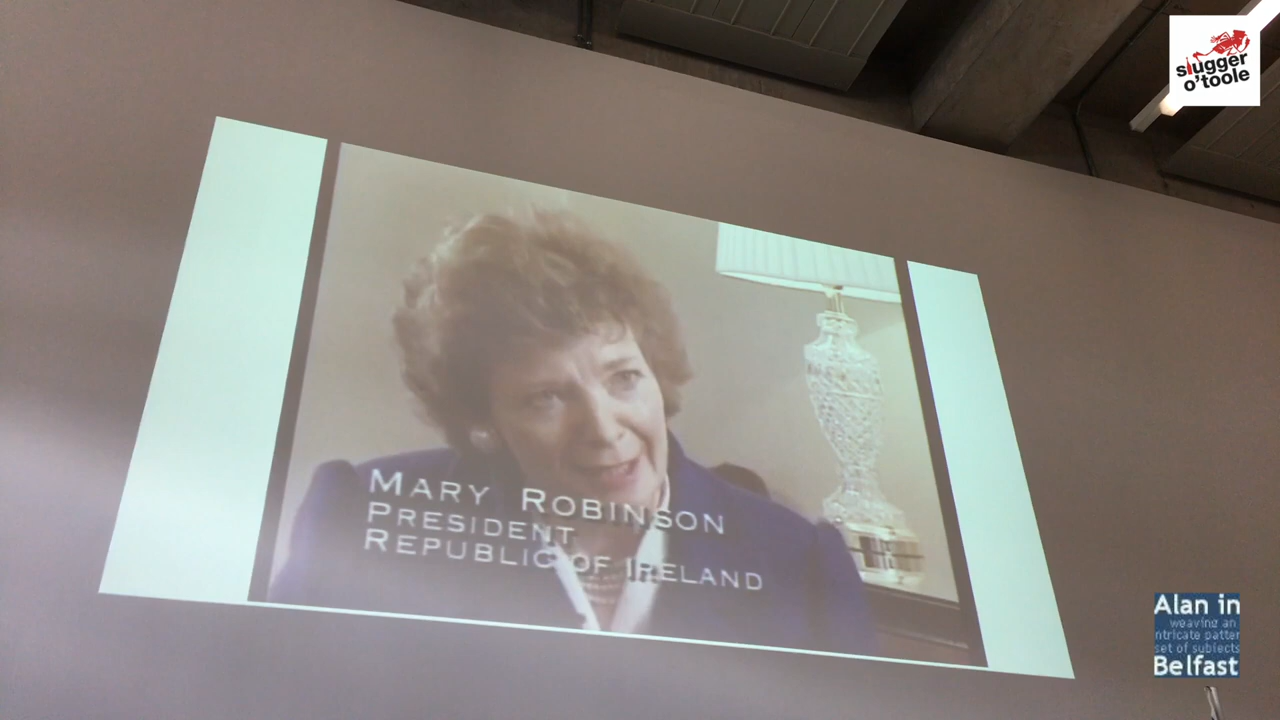 slugger
o'toole
MARY ROBINSON
PRESIDENT
REPUBLIC OF IRELAND
Alan in
weaving an
ntricate patter
set of subjects
Belfast